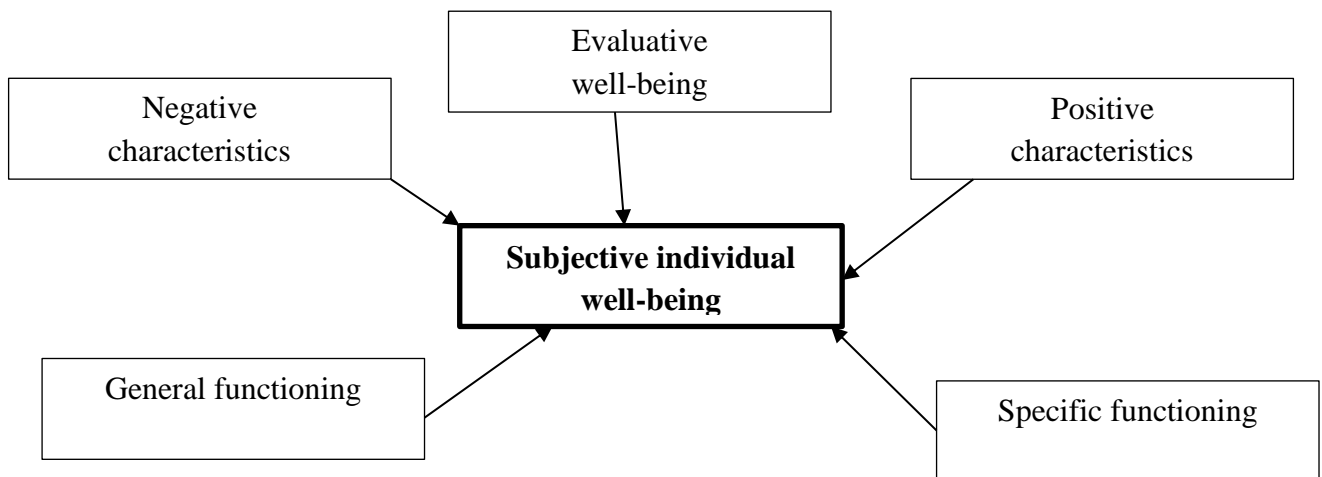 Evaluative
well-being
Negative
characteristics
Positive
characteristics
Subjective individual
well-being
General functioning
Specific functioning